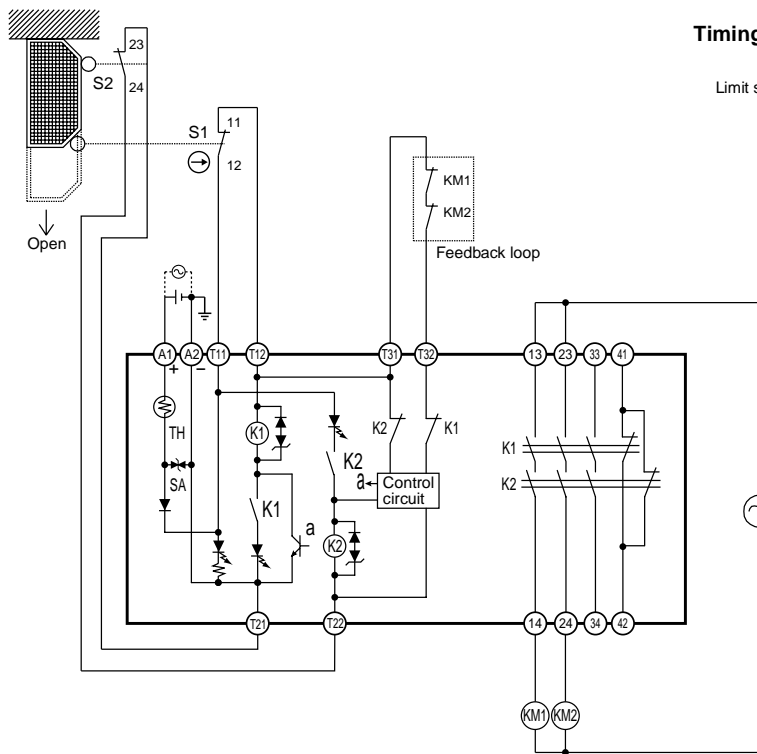 Timing
Limit s
23
S2
24
S1
11
12
Open
KM1
KM2
Feedback loop
A1
A2
T11
T12
T31
T32
13
23
33
41
+
−
TH
SA
K1
K1
a
K2
K2
K2
K1
a
Control
circuit
K1
K2
T21
T22
14
24
34
42
KM1
KM2